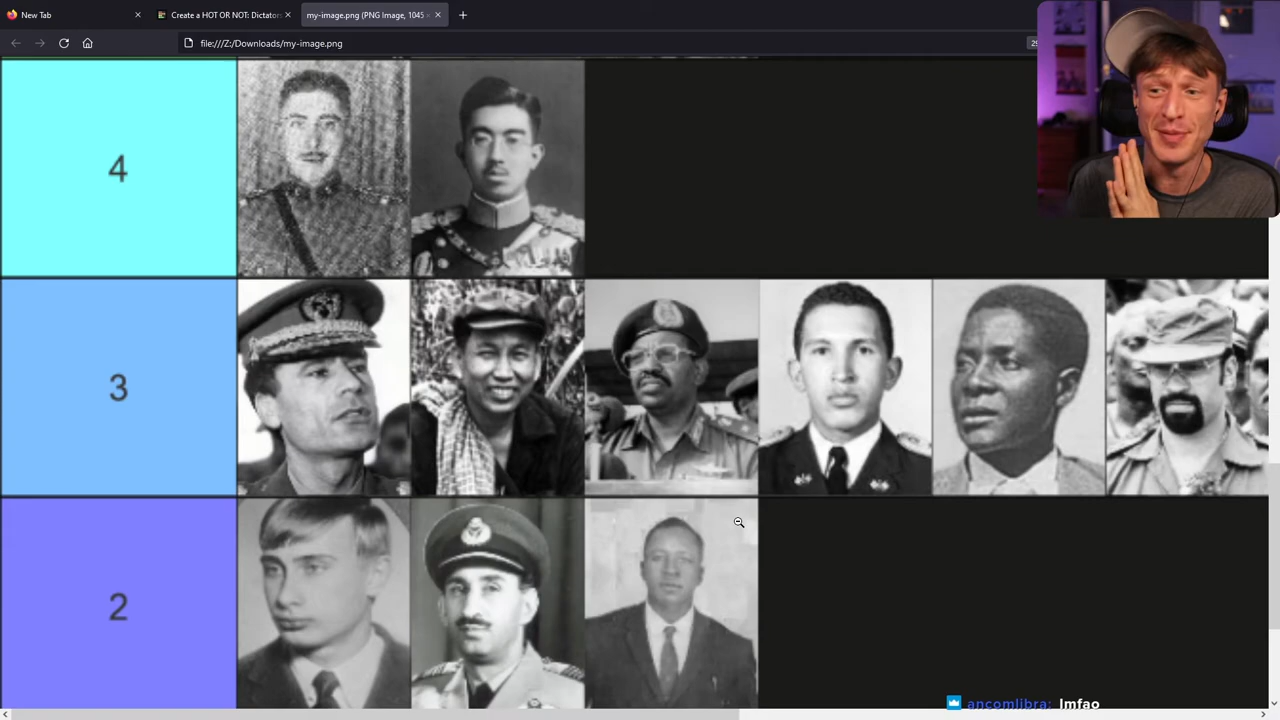 New Tab
Create a HOT OR NOT: Dictator
my-image.png (PNG Image, 1045 ×
file:///Z:/Downloads/my-image.png
4
3
2
ancomlibra: lmfao